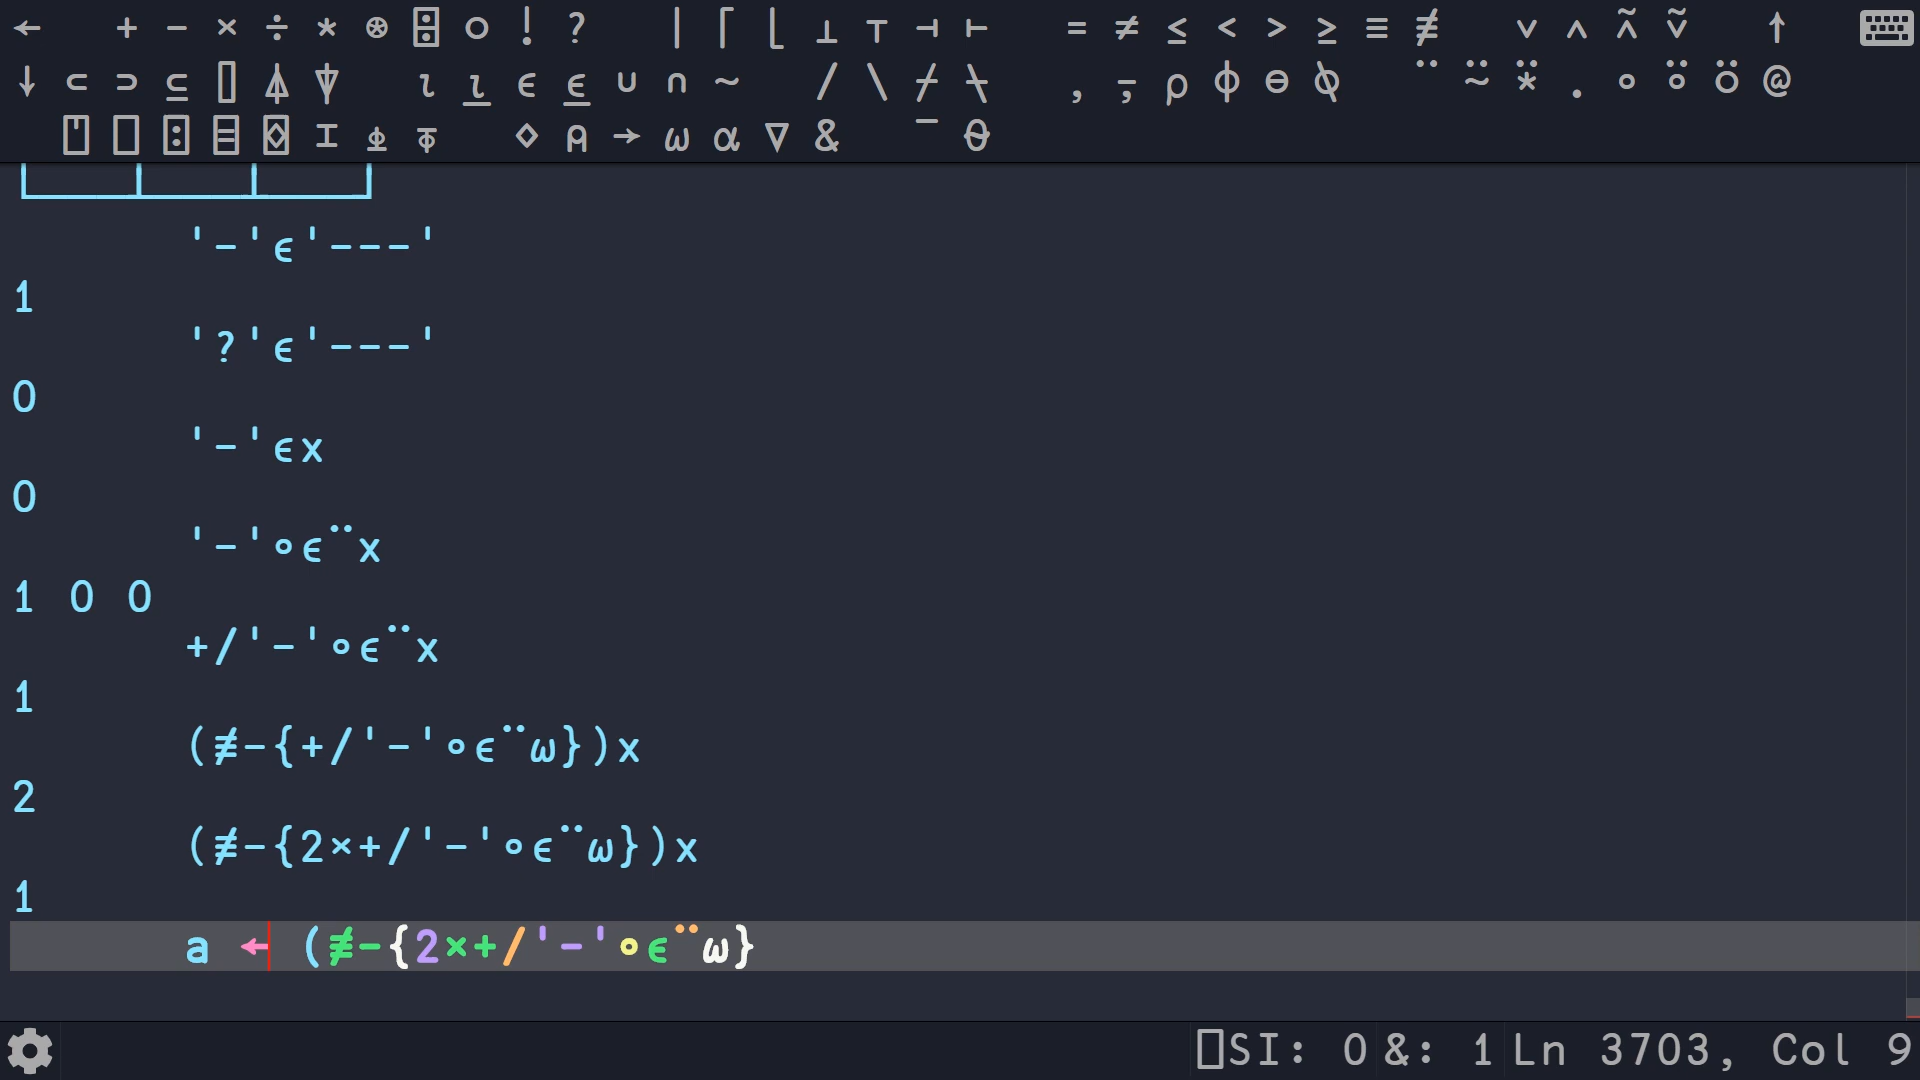 ← + - × ÷ * ⍟ ⌹ ○ ! ? | ⌈ ⌊ ⊥ ⊤ ⊣ ⊢ = ≠ ≤ < > ≥ ≡ ≢ ∨ ∧ ⍲ ⍱ ↑
↓ ⊂ ⊃ ⊆ ⌷ ⍋ ⍒ ⍳ ⍸ ∊ ⍷ ∪ ∩ ~ / \ ⌿ ⍀ , ⍪ ⍴ ⌽ ⊖ ⍉ ¨ ⍨ ⍣ . ∘ ⍤ ⍥ @
⍞ ⎕ ⍠ ⌸ ⌺ ⌶ ⍎ ⍕ ⋄ ⍝ → ⍵ ⍺ ∇ & ¯ ⍬
'-'∊'---'
1
'?'∊'---'
0
'-'∊x
0
'-'∘∊¨x
1 0 0
+/'-'∘∊¨x
1
(≢-{+/'-'∘∊¨⍵})x
2
(≢-{2×+/'-'∘∊¨⍵})x
1
a ← (≢-{2×+/'-'∘∊¨⍵}
⎕SI: 0 &: 1 Ln 3703, Col 9